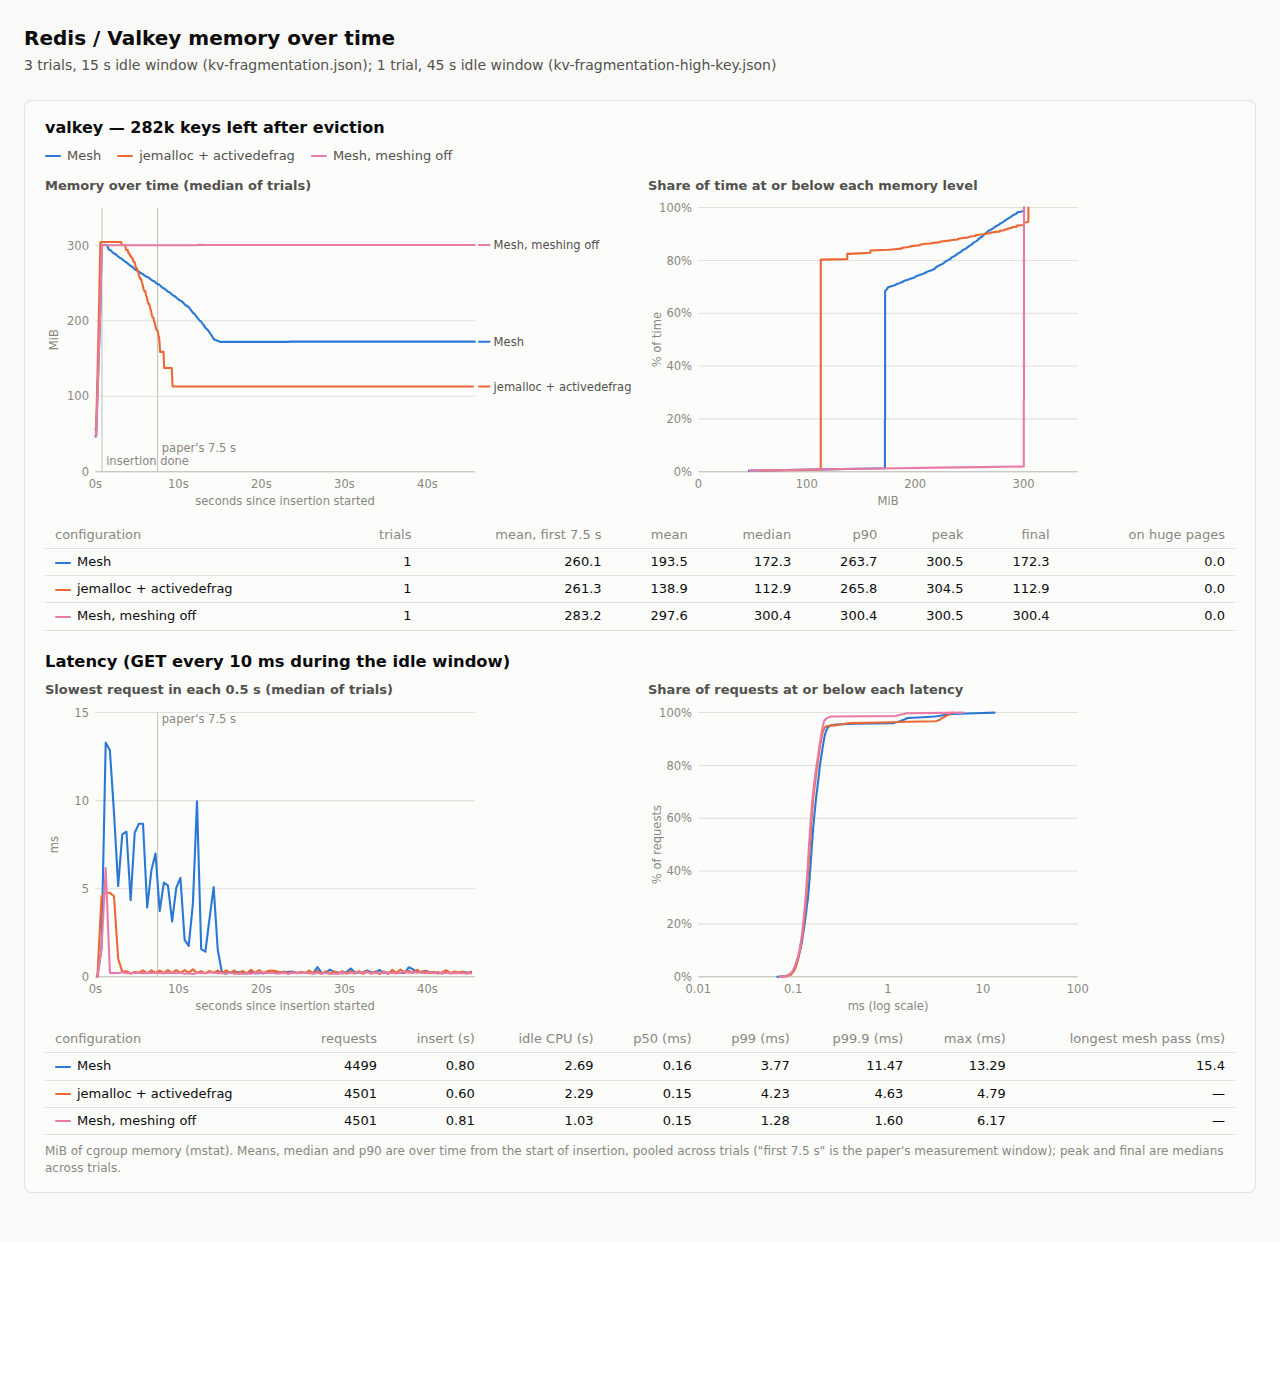 Redis / Valkey memory over time
3 trials, 15 s idle window (kv-fragmentation.json); 1 trial, 45 s idle window (kv-fragmentation-high-key.json)
valkey — 282k keys left after eviction
Mesh jemalloc + activedefrag Mesh, meshing off
Memory over time (median of trials)
300
200
100
0
MiB
Mesh, meshing off
Mesh
jemalloc + activedefrag
paper's 7.5 s
insertion done
0s 10s 20s 30s 40s
seconds since insertion started
Share of time at or below each memory level
100%
80%
60%
40%
20%
0%
% of time
0 100 200 300
MiB
configuration trials mean, first 7.5 s mean median p90 peak final on huge pages
Mesh 1 260.1 193.5 172.3 263.7 300.5 172.3 0.0
jemalloc + activedefrag 1 261.3 138.9 112.9 265.8 304.5 112.9 0.0
Mesh, meshing off 1 283.2 297.6 300.4 300.4 300.5 300.4 0.0
Latency (GET every 10 ms during the idle window)
Slowest request in each 0.5 s (median of trials)
15
10
5
0
ms
paper's 7.5 s
0s 10s 20s 30s 40s
seconds since insertion started
Share of requests at or below each latency
100%
80%
60%
40%
20%
0%
% of requests
0.01 0.1 1 10 100
ms (log scale)
configuration requests insert (s) idle CPU (s) p50 (ms) p99 (ms) p99.9 (ms) max (ms) longest mesh pass (ms)
Mesh 4499 0.80 2.69 0.16 3.77 11.47 13.29 15.4
jemalloc + activedefrag 4501 0.60 2.29 0.15 4.23 4.63 4.79 —
Mesh, meshing off 4501 0.81 1.03 0.15 1.28 1.60 6.17 —
MiB of cgroup memory (mstat). Means, median and p90 are over time from the start of insertion, pooled across trials ("first 7.5 s" is the paper's measurement window); peak and final are medians
across trials.